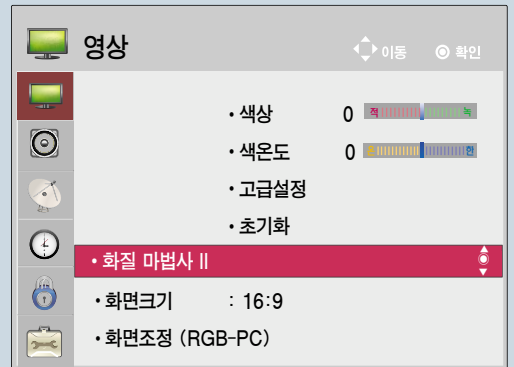 영상 이동 확인
• 색상 0 적 녹
• 색온도 0 온 한
• 고급설정
• 초기화
• 화질 마법사 II
• 화면크기 : 16:9
• 화면조정 (RGB-PC)